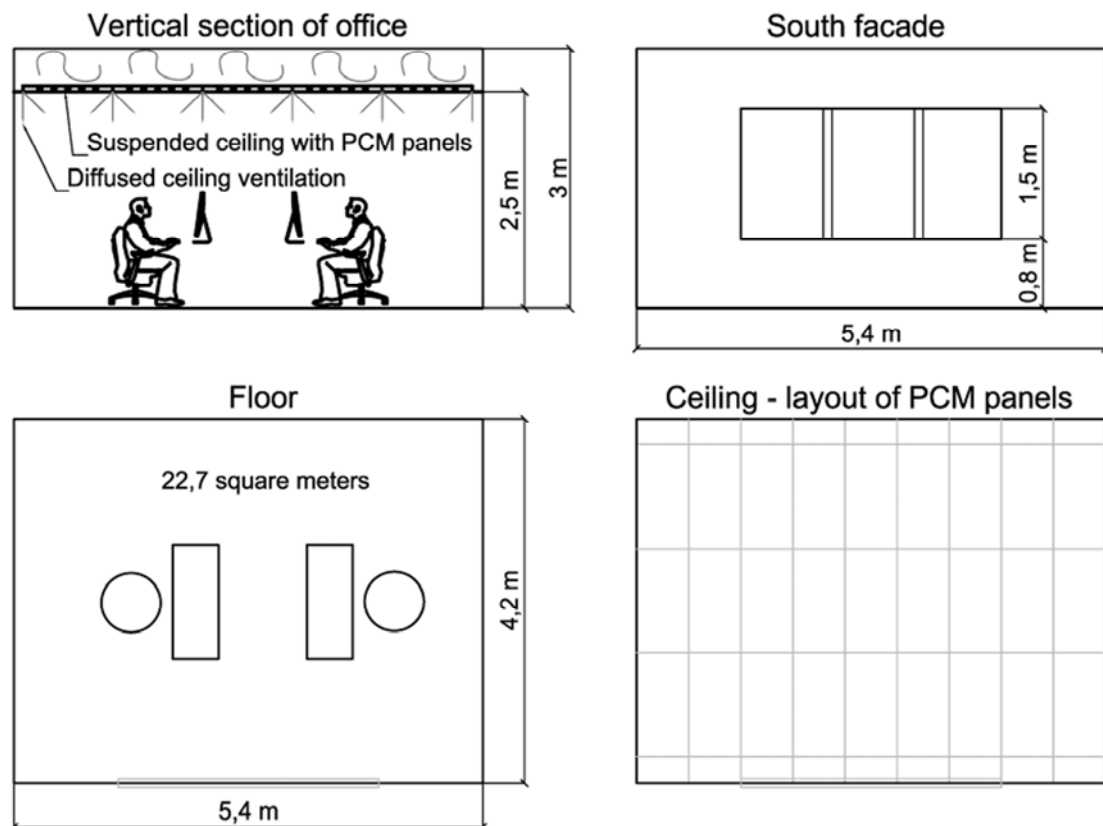 Vertical section of office
South facade
Suspended ceiling with PCM panels
Diffused ceiling ventilation
2,5 m
3 m
1,5 m
0,8 m
5,4 m
Floor
Ceiling - layout of PCM panels
22,7 square meters
4,2 m
5,4 m